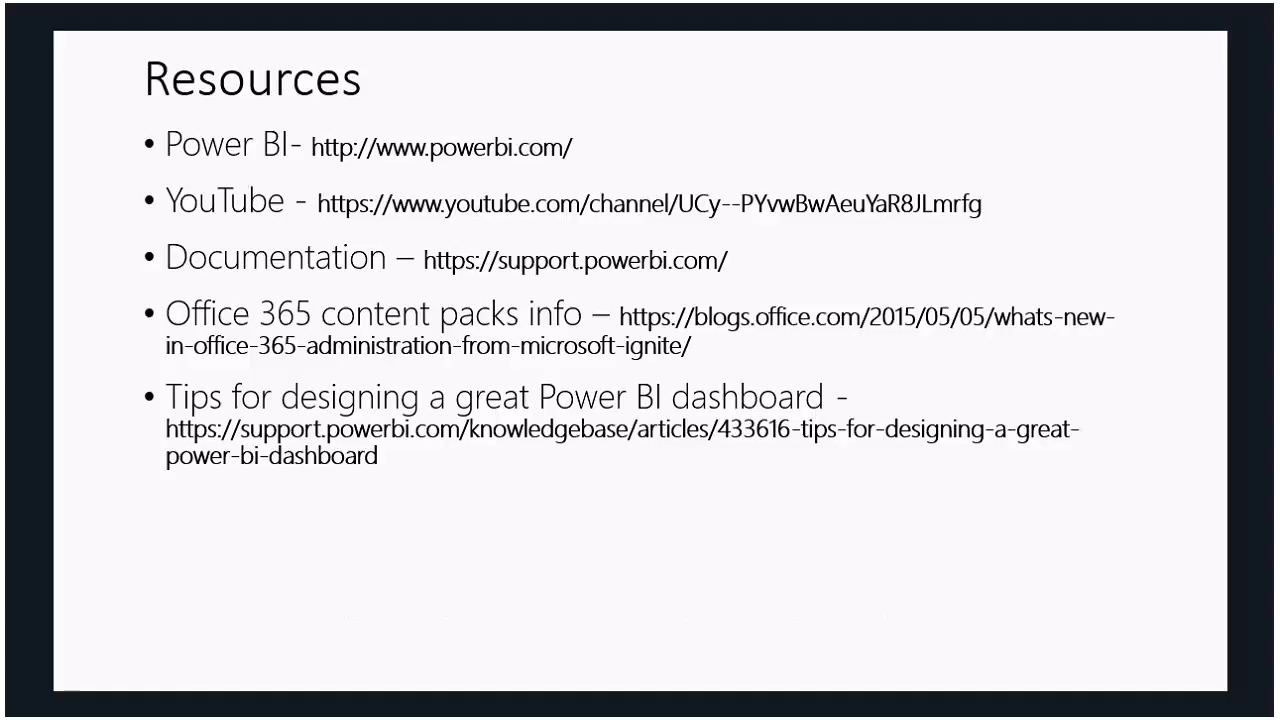 Resources
• Power BI- http://www.powerbi.com/
• YouTube - https://www.youtube.com/channel/UCy--PYvwBwAeuYaR8JLmrfg
• Documentation – https://support.powerbi.com/
• Office 365 content packs info – https://blogs.office.com/2015/05/05/whats-new-
in-office-365-administration-from-microsoft-ignite/
• Tips for designing a great Power BI dashboard -
https://support.powerbi.com/knowledgebase/articles/433616-tips-for-designing-a-great-
power-bi-dashboard